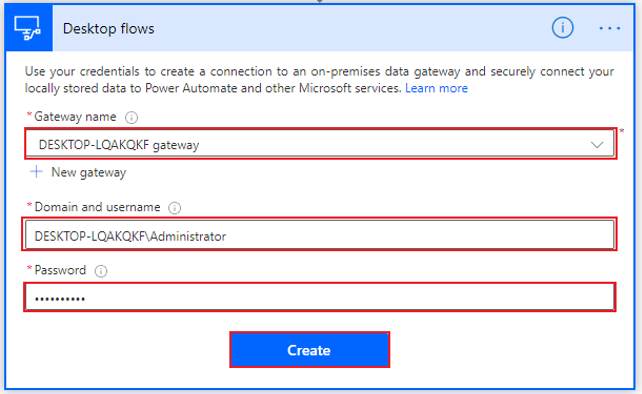 Desktop flows
Use your credentials to create a connection to an on-premises data gateway and securely connect your
locally stored data to Power Automate and other Microsoft services. Learn more
* Gateway name
DESKTOP-LQAKQKF gateway
*
+ New gateway
* Domain and username
DESKTOP-LQAKQKF\Administrator
* Password
••••••••••
Create